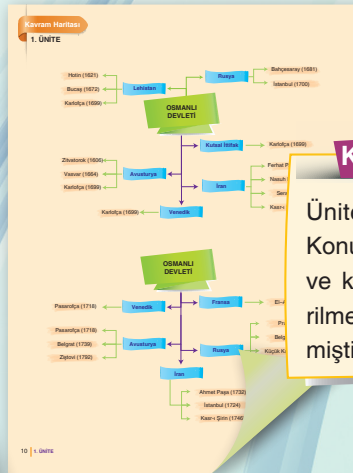 Kavram Haritası
1. ÜNİTE
Hotin (1621)
Bucaş (1672)
Karlofça (1699)
Lehistan
Rusya
Bahçesaray (1681)
İstanbul (1700)
OSMANLI
DEVLETİ
Kutsal İttifak
Karlofça (1699)
Zitvatorok (1606)
Vasvar (1664)
Karlofça (1699)
Avusturya
İran
Ferhat
Nasuh
Kasr-ı
Karlofça (1699)
Venedik
OSMANLI
DEVLETİ
Pasarofça (1718)
Venedik
Fransa
El-A
Pasarofça (1718)
Belgrat (1739)
Ziştovi (1792)
Avusturya
Rusya
Belg
Küçük
İran
Ahmet Paşa (1732)
İstanbul (1724)
Kasr-ı Şirin (1746)
Ünite
Konu
ve k
rilme
mişti
10 1. ÜNİTE